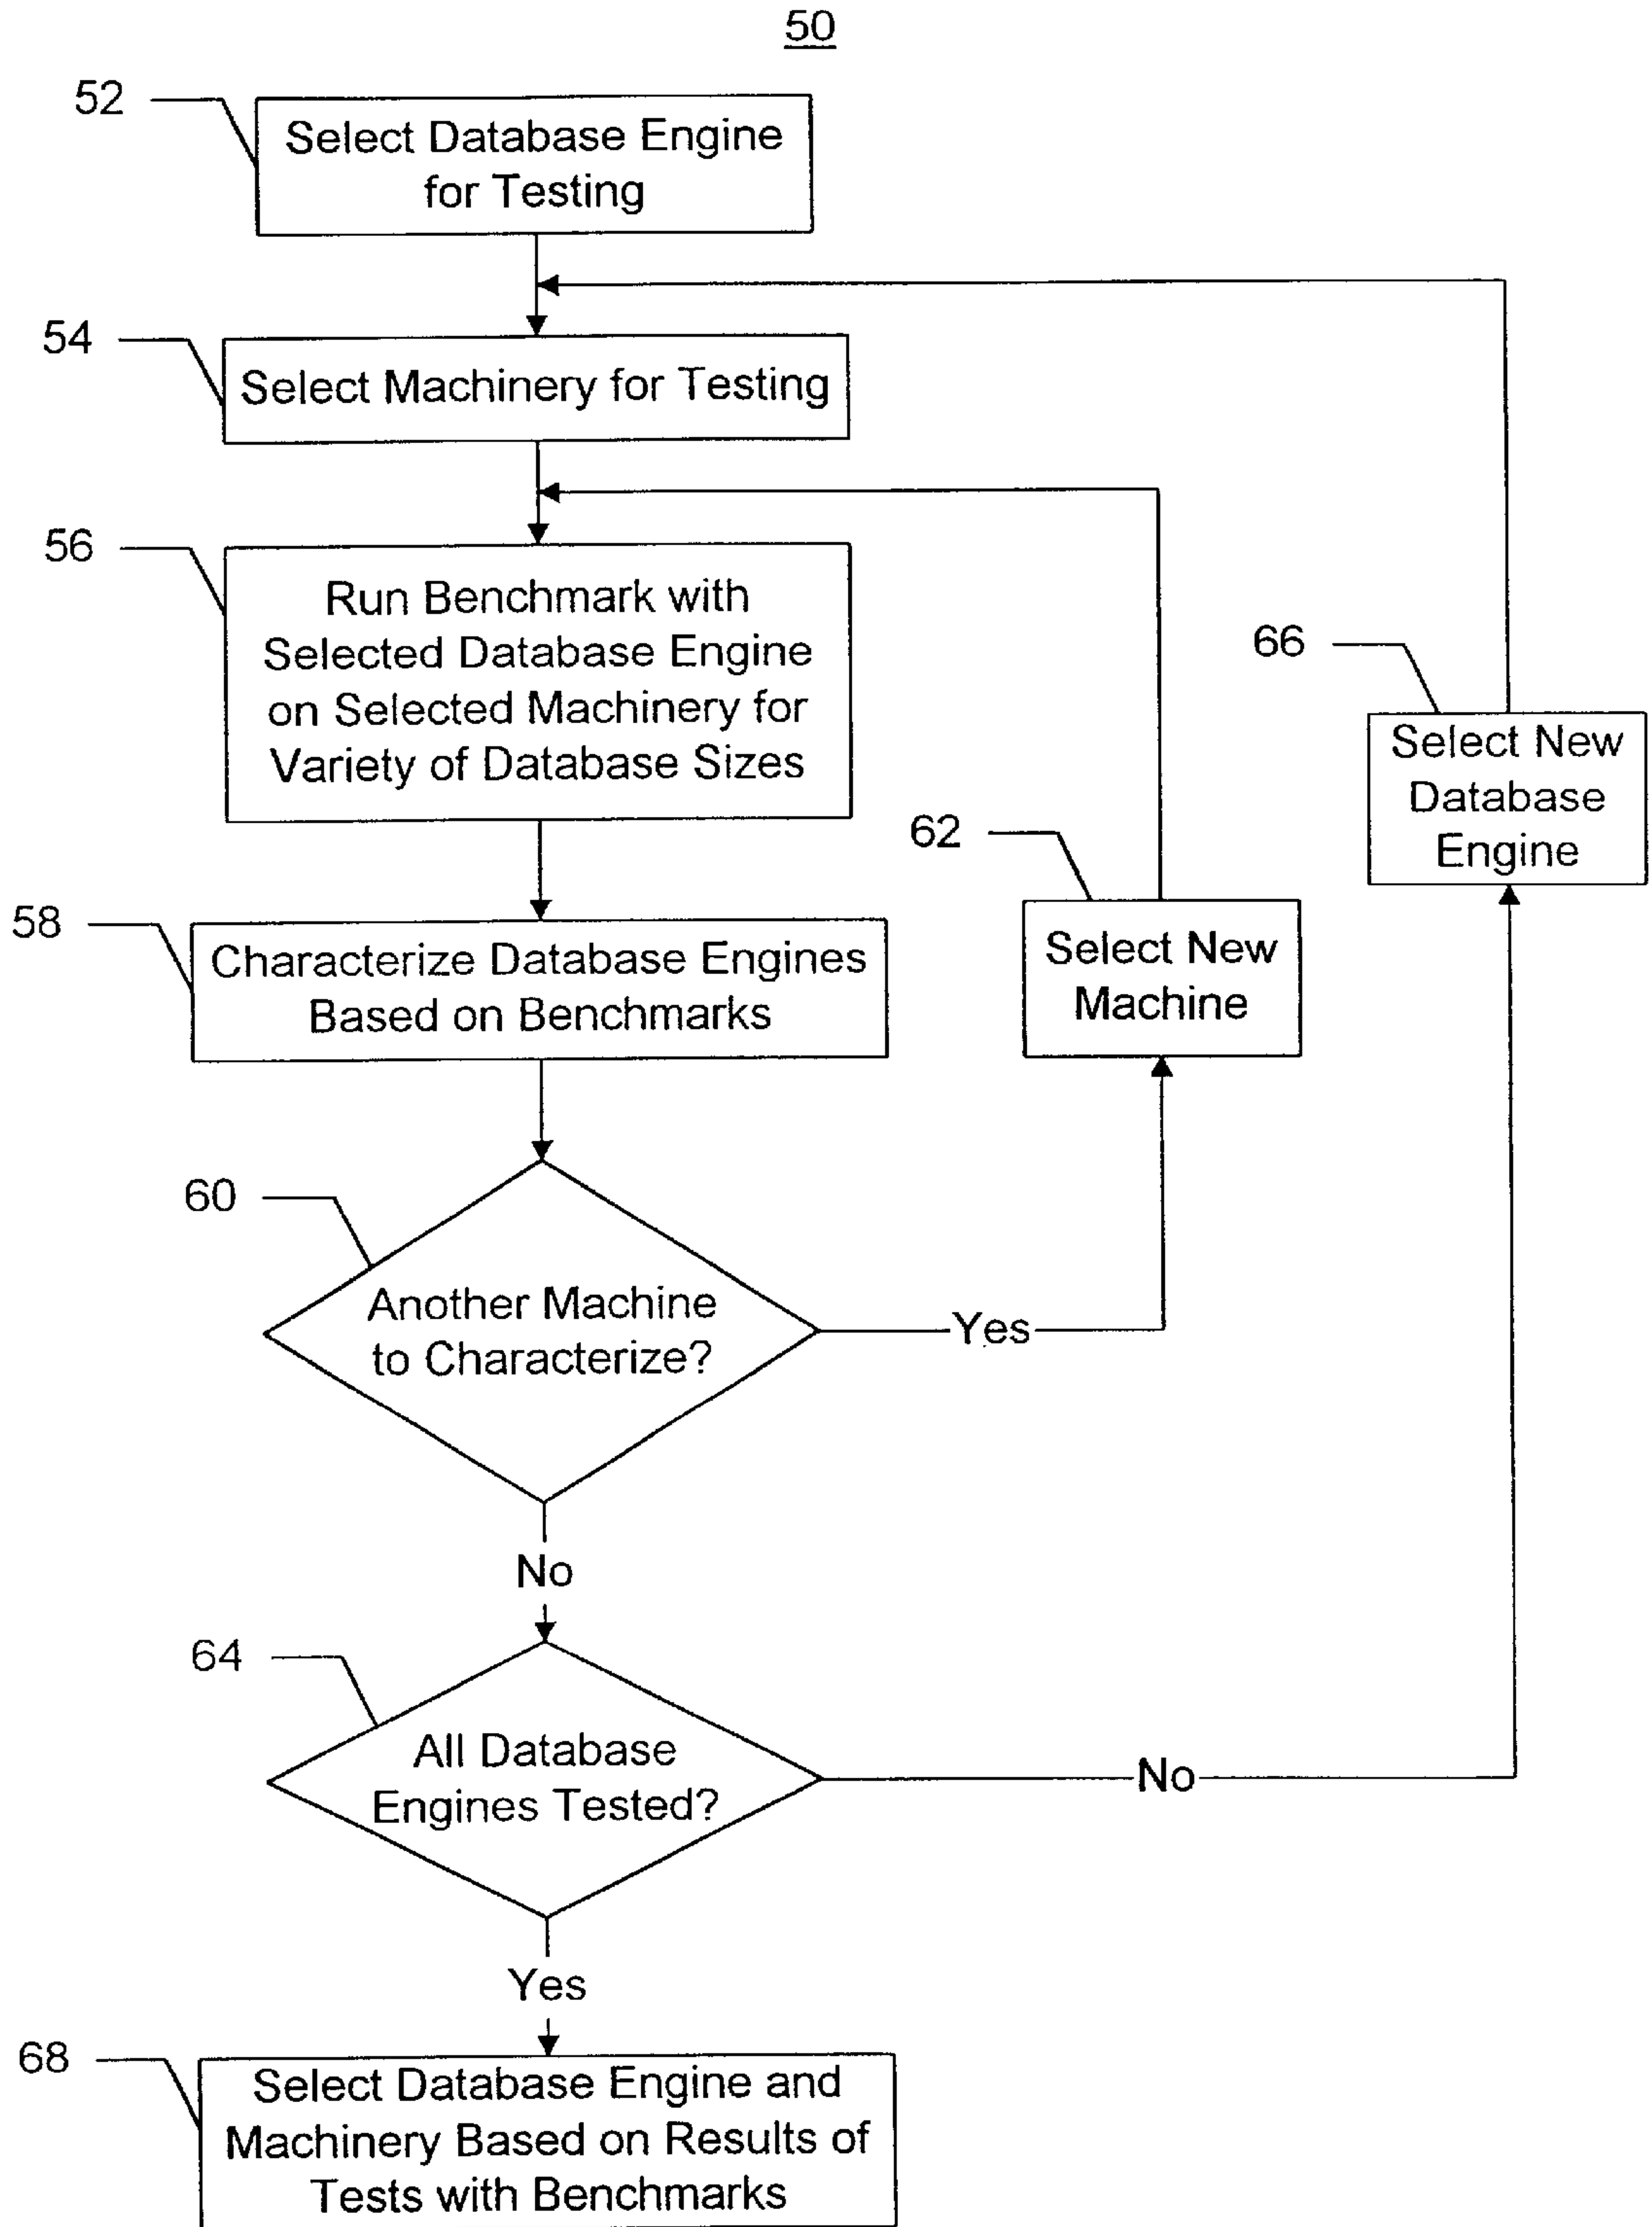 50
52
Select Database Engine
for Testing
54
Select Machinery for Testing
56
Run Benchmark with
Selected Database Engine
on Selected Machinery for
Variety of Database Sizes
66
Select New
Database
Engine
62
Select New
Machine
58
Characterize Database Engines
Based on Benchmarks
60
Another Machine
to Characterize?
Yes
No
64
All Database
Engines Tested?
No
Yes
68
Select Database Engine and
Machinery Based on Results of
Tests with Benchmarks